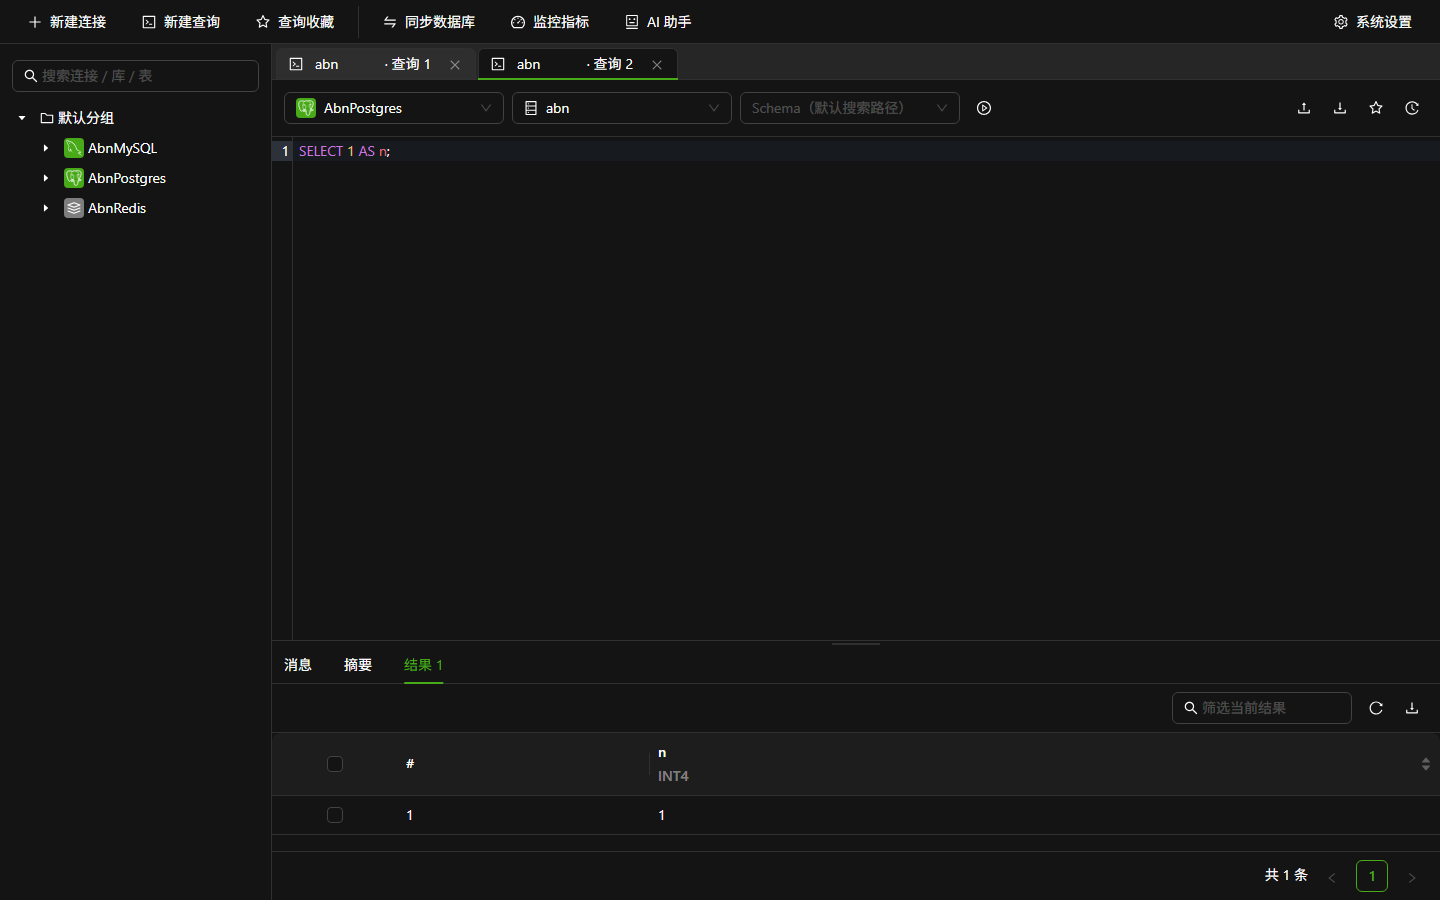 新建连接 新建查询 查询收藏 同步数据库 监控指标 AI 助手 系统设置
搜索连接 / 库 / 表
默认分组
AbnMySQL
AbnPostgres
AbnRedis
abn · 查询 1 abn · 查询 2
AbnPostgres abn Schema（默认搜索路径）
1 SELECT 1 AS n;
消息 摘要 结果 1
筛选当前结果
# n
INT4
1 1
共 1 条 1